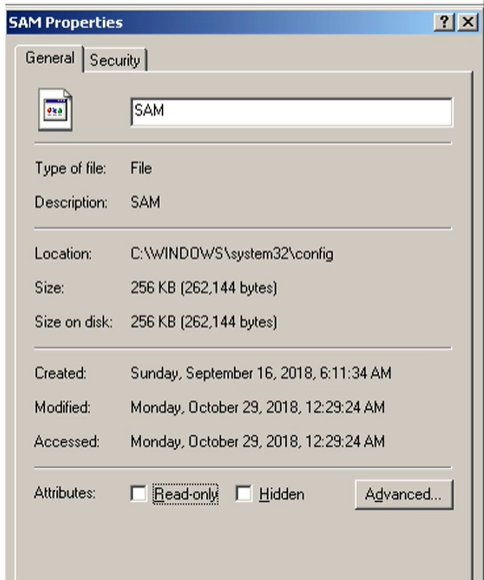 SAM Properties
General Security
SAM
Type of file: File
Description: SAM
Location: C:\WINDOWS\system32\config
Size: 256 KB (262,144 bytes)
Size on disk: 256 KB (262,144 bytes)
Created: Sunday, September 16, 2018, 6:11:34 AM
Modified: Monday, October 29, 2018, 12:29:24 AM
Accessed: Monday, October 29, 2018, 12:29:24 AM
Attributes: Read-only Hidden Advanced...